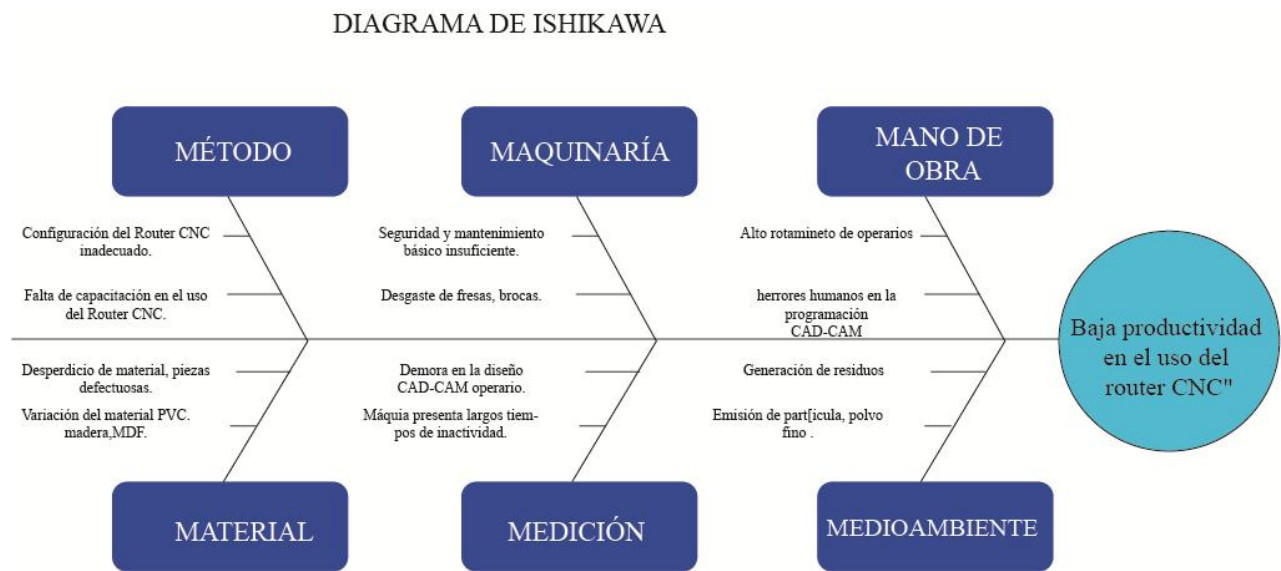 DIAGRAMA DE ISHIKAWA
MÉTODO
MAQUINARÍA
MANO DE
OBRA
Configuración del Router CNC
inadecuado.
Falta de capacitación en el uso
del Router CNC.
Seguridad y mantenimiento
básico insuficiente.
Desgaste de fresas, brocas.
Alto rotamineto de operarios
herrores humanos en la
programación
CAD-CAM
Baja productividad
en el uso del
router CNC"
Desperdicio de material, piezas
defectuosas.
Variación del material PVC.
madera,MDF.
Demora en la diseño
CAD-CAM operario.
Máquia presenta largos tiem-
pos de inactividad.
Generación de residuos
Emisión de part[icula, polvo
fino .
MATERIAL
MEDICIÓN
MEDIOAMBIENTE